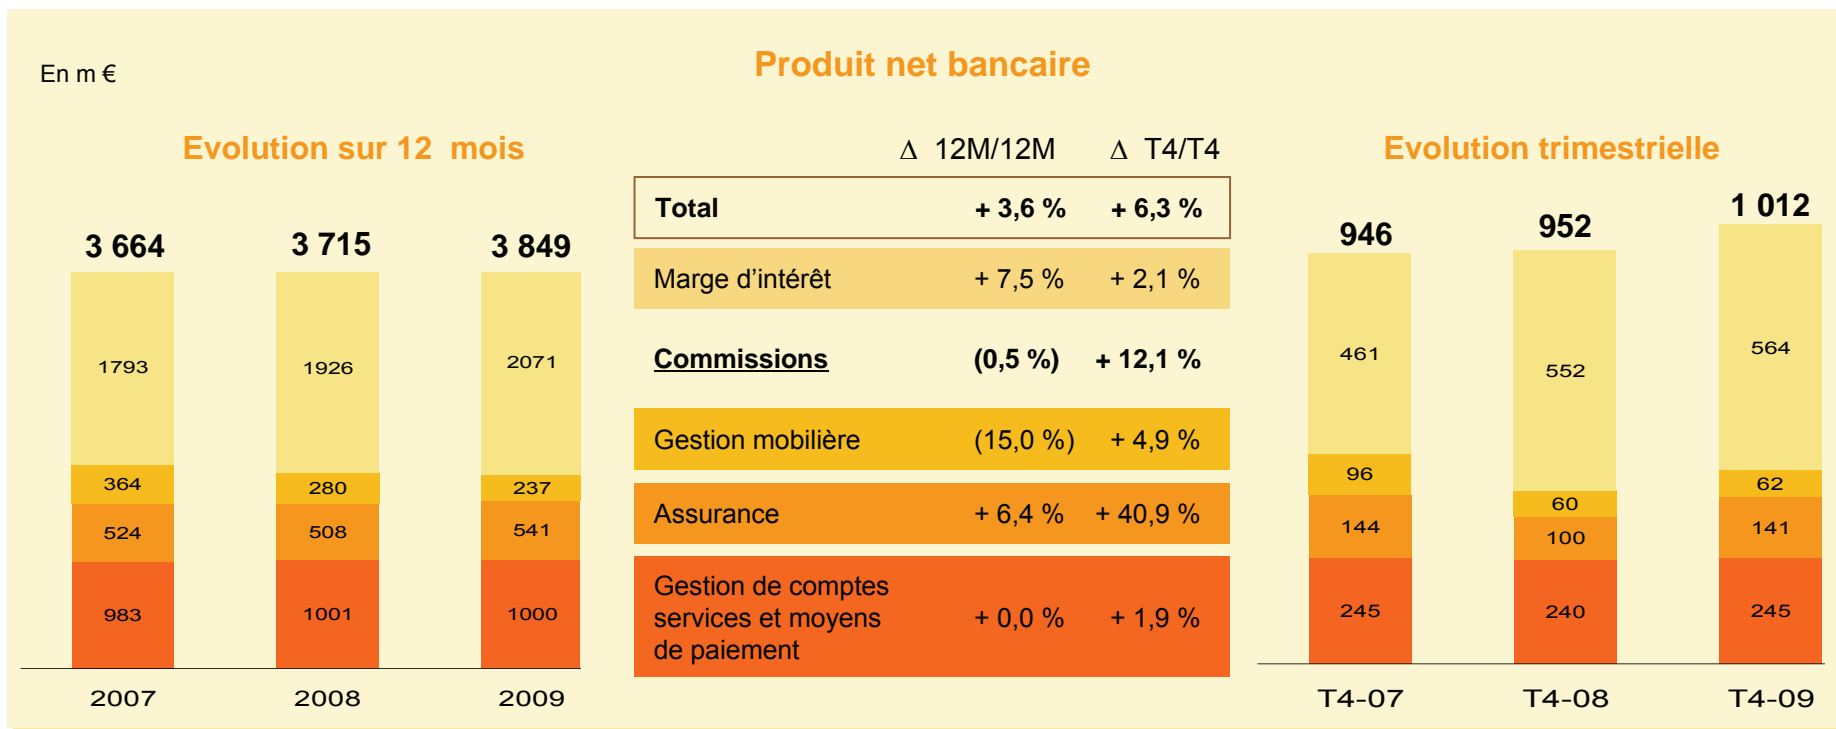 En m €
Produit net bancaire
Evolution sur 12 mois
3 664
3 715
3 849
1793
1926
2071
364
280
237
524
508
541
983
1001
1000
2007
2008
2009
Δ 12M/12M Δ T4/T4
Total + 3,6 % + 6,3 %
Marge d'intérêt + 7,5 % + 2,1 %
Commissions (0,5 %) + 12,1 %
Gestion mobilière (15,0 %) + 4,9 %
Assurance + 6,4 % + 40,9 %
Gestion de comptes
services et moyens + 0,0 % + 1,9 %
de paiement
Evolution trimestrielle
946
952
1 012
461
552
564
96
60
62
144
100
141
245
240
245
T4-07
T4-08
T4-09